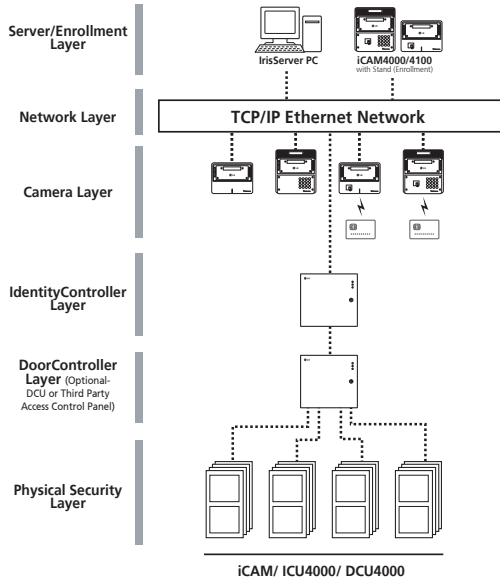 Server/Enrollment
Layer
IrisServer PC
iCAM4000/4100
with Stand (Enrollment)
Network Layer
TCP/IP Ethernet Network
Camera Layer
IdentityController
Layer
DoorController
Layer (Optional-
DCU or Third Party
Access Control Panel)
Physical Security
Layer
iCAM/ ICU4000/ DCU4000